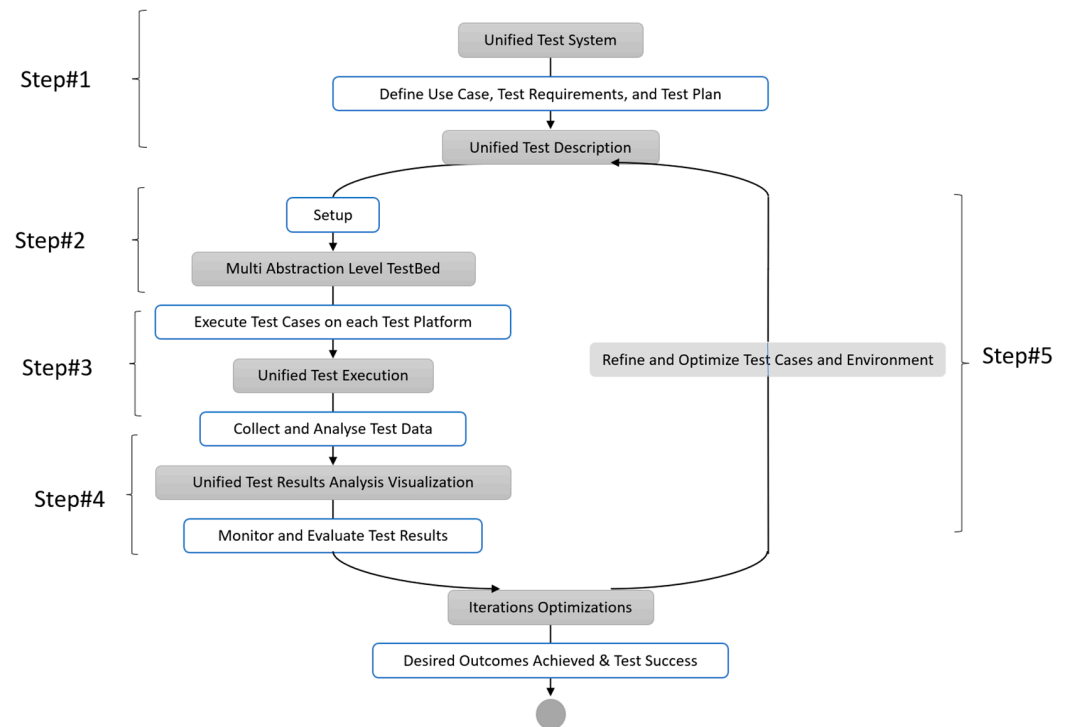 Unified Test System
Step#1
Define Use Case, Test Requirements, and Test Plan
Unified Test Description
Setup
Step#2
Multi Abstraction Level TestBed
Execute Test Cases on each Test Platform
Step#3
Unified Test Execution
Refine and Optimize Test Cases and Environment
Step#5
Collect and Analyse Test Data
Unified Test Results Analysis Visualization
Step#4
Monitor and Evaluate Test Results
Iterations Optimizations
Desired Outcomes Achieved & Test Success